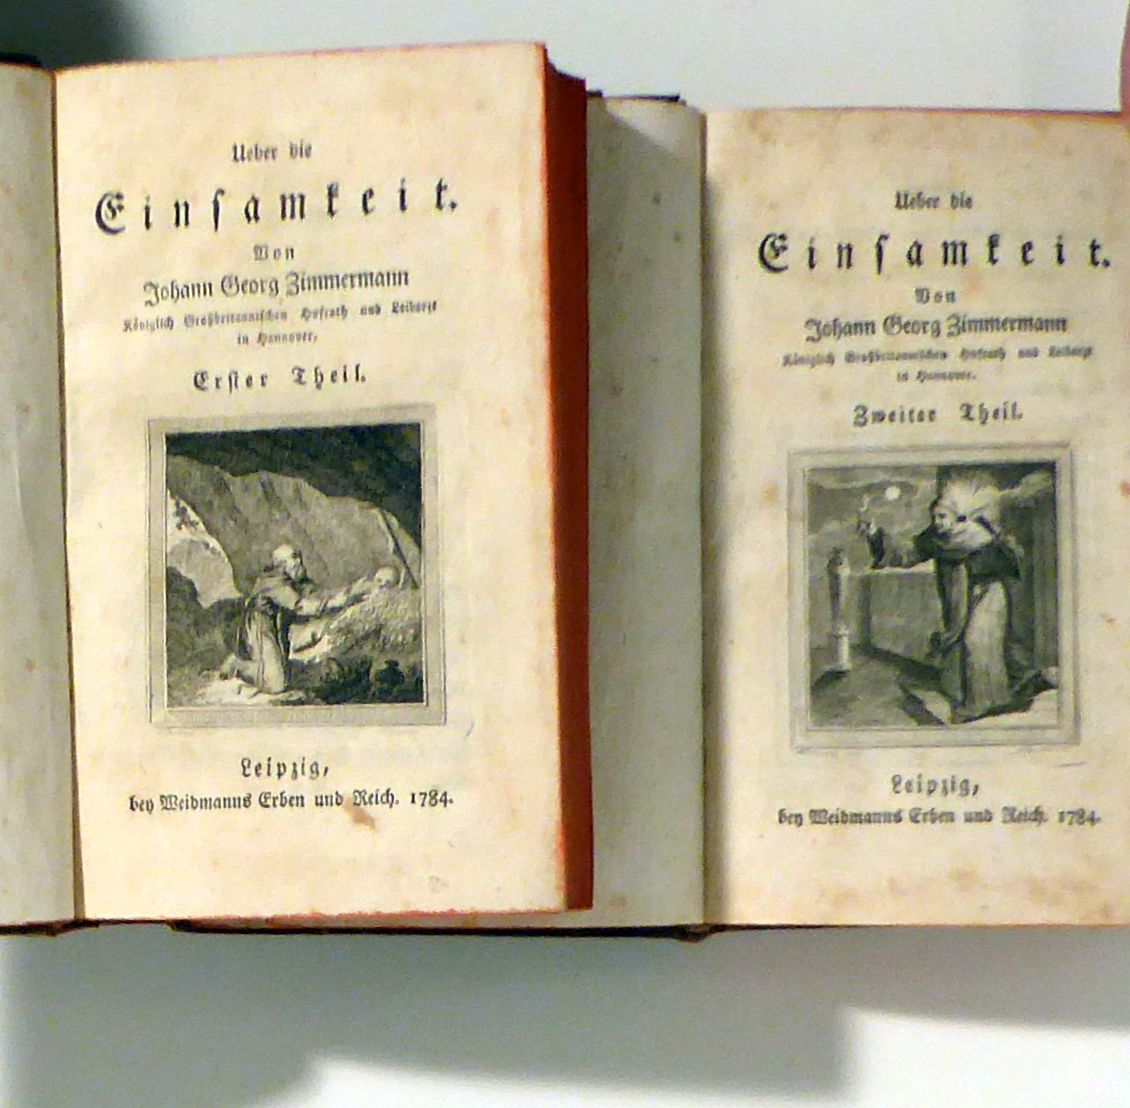 Ueber die
Einſamkeit.
Von
Johann Georg Zimmermann
Königlich Großbritannischen Hofrath und Leibarzt
in Hannover.
Erſter Theil.
Leipzig,
bey Weidmanns Erben und Reich. 1784.
Ueber die
Einſamkeit.
Von
Johann Georg Zimmermann
Königlich Großbritannischen Hofrath und Leibarzt
in Hannover.
Zweiter Theil.
Leipzig,
bey Weidmanns Erben und Reich. 1784.